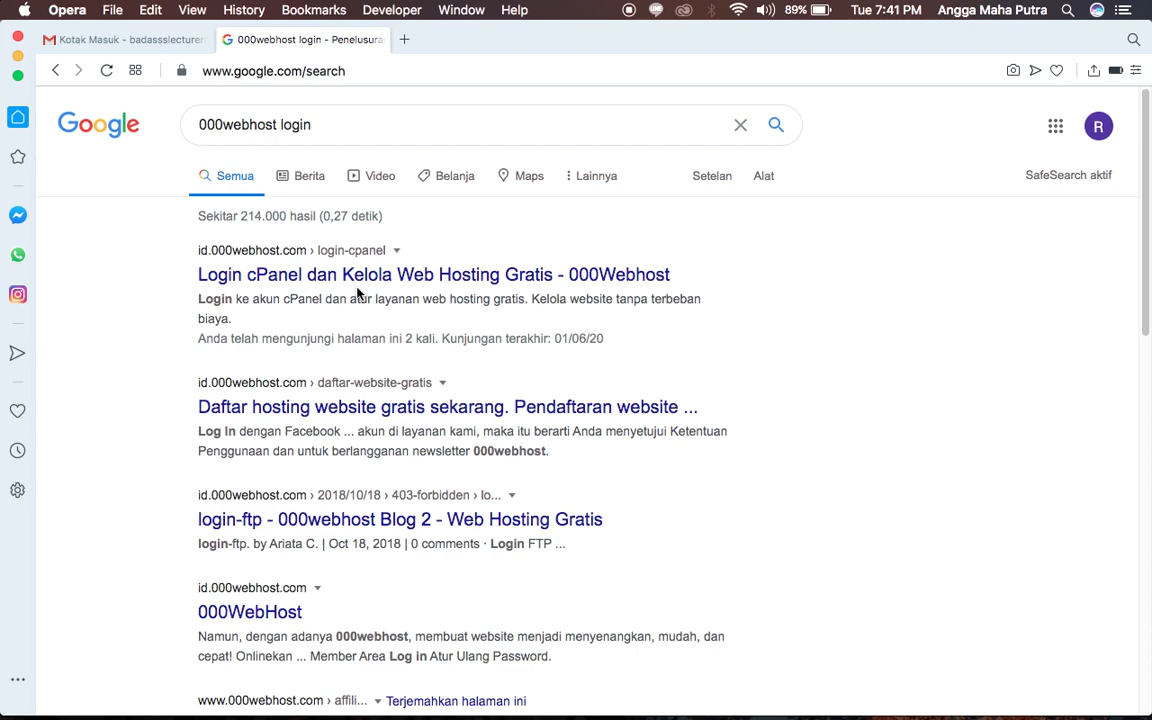 Opera File Edit View History Bookmarks Developer Window Help 89% Tue 7:41 PM Angga Maha Putra
Kotak Masuk - badassslecturer
000webhost login - Penelusura
www.google.com/search
Google
000webhost login
R
Semua Berita Video Belanja Maps Lainnya Setelan Alat SafeSearch aktif
Sekitar 214.000 hasil (0,27 detik)
id.000webhost.com › login-cpanel
Login cPanel dan Kelola Web Hosting Gratis - 000Webhost
Login ke akun cPanel dan atur layanan web hosting gratis. Kelola website tanpa terbeban
biaya.
Anda telah mengunjungi halaman ini 2 kali. Kunjungan terakhir: 01/06/20
id.000webhost.com › daftar-website-gratis
Daftar hosting website gratis sekarang. Pendaftaran website ...
Log In dengan Facebook ... akun di layanan kami, maka itu berarti Anda menyetujui Ketentuan
Penggunaan dan untuk berlangganan newsletter 000webhost.
id.000webhost.com › 2018/10/18 › 403-forbidden › lo...
login-ftp - 000webhost Blog 2 - Web Hosting Gratis
login-ftp. by Ariata C. | Oct 18, 2018 | 0 comments · Login FTP ...
id.000webhost.com
000WebHost
Namun, dengan adanya 000webhost, membuat website menjadi menyenangkan, mudah, dan
cepat! Onlinekan ... Member Area Log in Atur Ulang Password.
www.000webhost.com › affili... Terjemahkan halaman ini